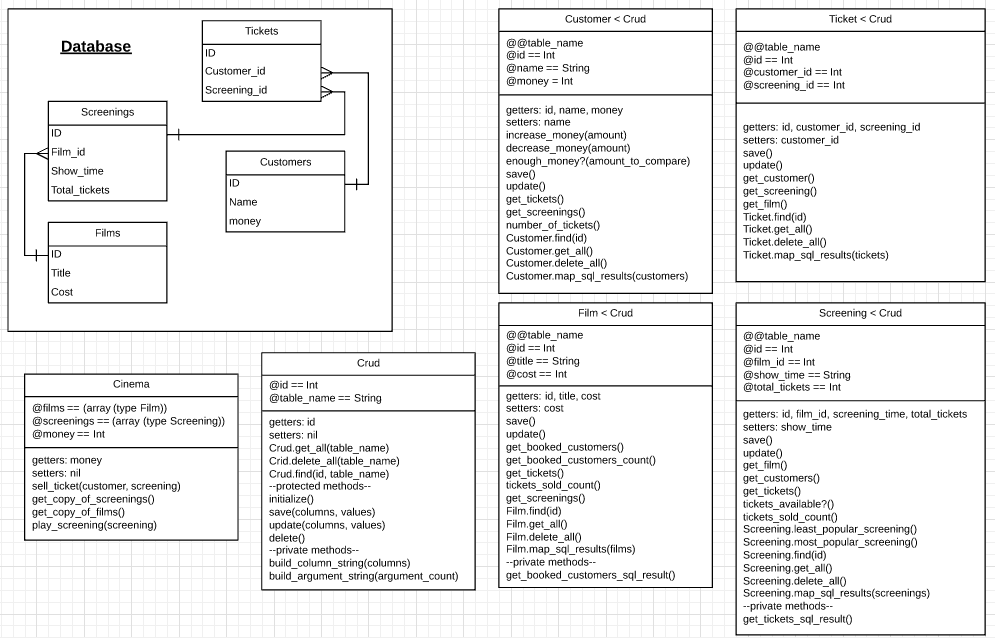 Database
Tickets
ID
Customer_id
Screening_id
Screenings
ID
Film_id
Show_time
Total_tickets
Customers
ID
Name
money
Films
ID
Title
Cost
Customer < Crud
@@table_name
@id == Int
@name == String
@money = Int
getters: id, name, money
setters: name
increase_money(amount)
decrease_money(amount)
enough_money?(amount_to_compare)
save()
update()
get_tickets()
get_screenings()
number_of_tickets()
Customer.find(id)
Customer.get_all()
Customer.delete_all()
Customer.map_sql_results(customers)
Ticket < Crud
@@table_name
@id == Int
@customer_id == Int
@screening_id == Int
getters: id, customer_id, screening_id
setters: customer_id
save()
update()
get_customer()
get_screening()
get_film()
Ticket.find(id)
Ticket.get_all()
Ticket.delete_all()
Ticket.map_sql_results(tickets)
Cinema
@films == (array (type Film))
@screenings == (array (type Screening))
@money == Int
getters: money
setters: nil
sell_ticket(customer, screening)
get_copy_of_screenings()
get_copy_of_films()
play_screening(screening)
Crud
@id == Int
@table_name == String
getters: id
setters: nil
Crud.get_all(table_name)
Crid.delete_all(table_name)
Crud.find(id, table_name)
--protected methods--
initialize()
save(columns, values)
update(columns, values)
delete()
--private methods--
build_column_string(columns)
build_argument_string(argument_count)
Film < Crud
@@table_name
@id == Int
@title == String
@cost == Int
getters: id, title, cost
setters: cost
save()
update()
get_booked_customers()
get_booked_customers_count()
get_tickets()
tickets_sold_count()
get_screenings()
Film.find(id)
Film.get_all()
Film.delete_all()
Film.map_sql_results(films)
--private methods--
get_booked_customers_sql_result()
Screening < Crud
@@table_name
@id == Int
@film_id == Int
@show_time == String
@total_tickets == Int
getters: id, film_id, screening_time, total_tickets
setters: show_time
save()
update()
get_film()
get_customers()
get_tickets()
tickets_available?()
tickets_sold_count()
Screening.least_popular_screening()
Screening.most_popular_screening()
Screening.find(id)
Screening.get_all()
Screening.delete_all()
Screening.map_sql_results(screenings)
--private methods--
get_tickets_sql_result()